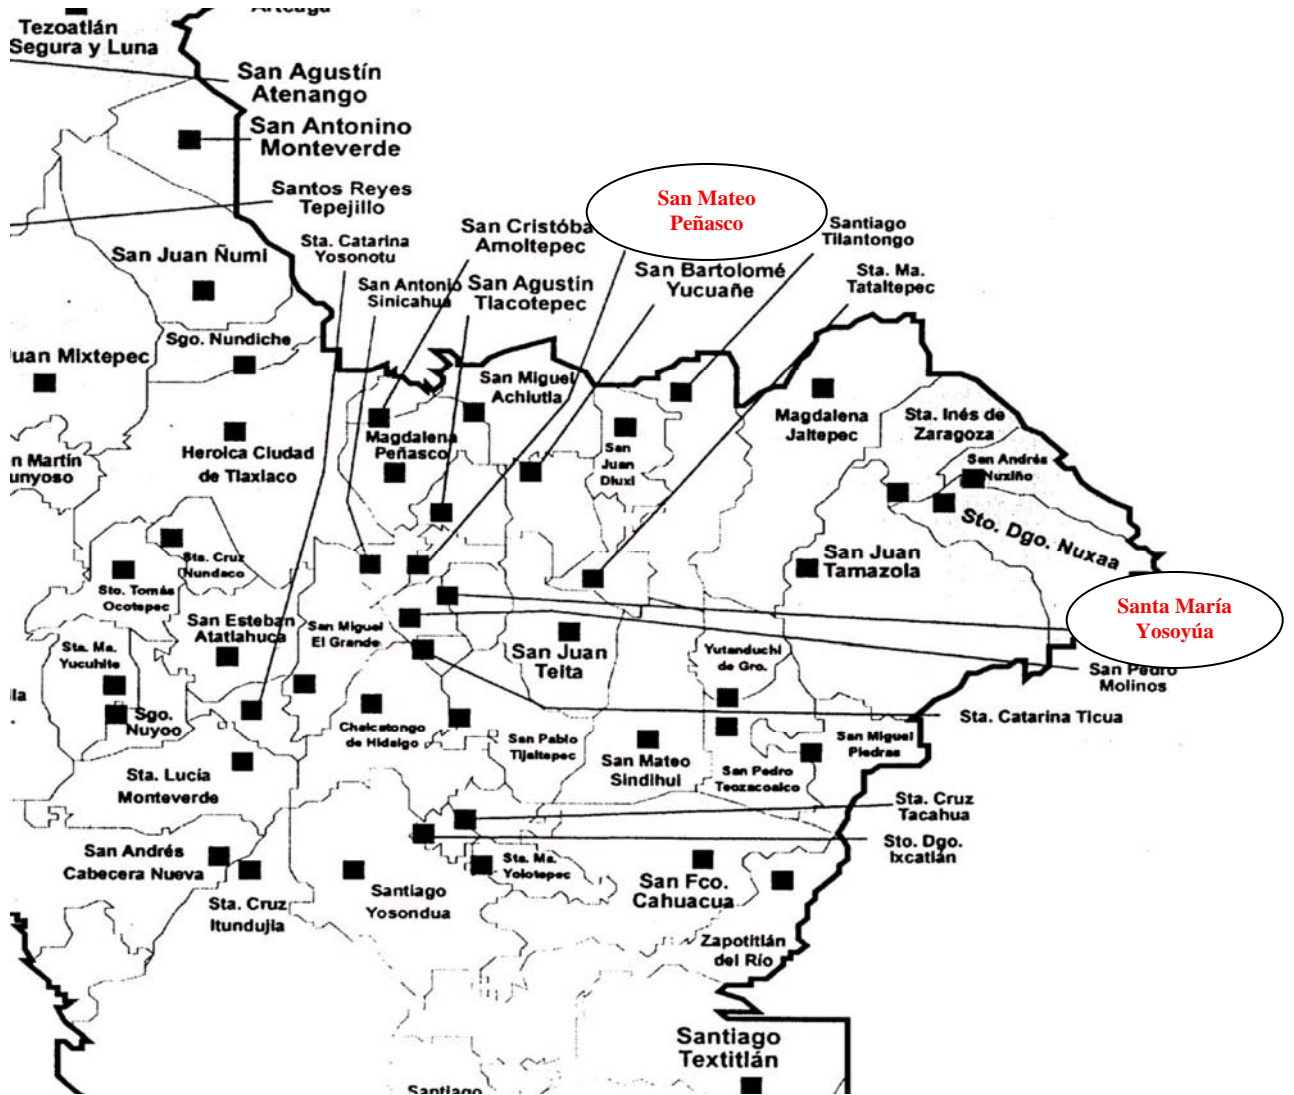 Arteaga
Tezoatlán
Segura y Luna
San Agustín
Atenango
San Antonino
Monteverde
Santos Reyes
Tepejillo
San Mateo
Peñasco
San Cristóba
Amoltepec
Santiago
Tilantongo
Sta. Catarina
Yosonotu
San Juan Ñumi
San Antonio
Sinicahua
San Agustín
Tlacotepec
San Bartolomé
Yucuañe
Sta. Ma.
Tataltepec
Sgo. Nundiche
uan Mixtepec
San Miguel
Achiutla
Magdalena
Jaltepec
Sta. Inés de
Zaragoza
Heroica Ciudad
de Tlaxiaco
Magdalena
Peñasco
San
Juan
Diuxi
n Martín
unyoso
San Andrés
Nuxiño
Sto. Dgo. Nuxaa
San Juan
Tamazola
Sta. Cruz
Nundaco
Sto. Tomás
Ocotepec
Santa María
Yosoyúa
San Esteban
Atatlahuca
San Miguel
El Grande
San Juan
Teita
Yutanduchi
de Gro.
Sta. Ma.
Yucuhite
San Pedro
Molinos
lla
Sgo.
Nuyoo
Chalcatongo
de Hidalgo
Sta. Catarina Ticua
San Pablo
Tijaltepec
San Mateo
Sindihui
San Miguel
Piedras
San Pedro
Teozacoalco
Sta. Lucía
Monteverde
Sta. Cruz
Tacahua
Sto. Dgo.
Ixcatlán
San Andrés
Cabecera Nueva
Sta. Ma.
Yolotepec
Santiago
Yosondua
San Fco.
Cahuacua
Sta. Cruz
Itundujia
Zapotitlán
del Río
Santiago
Textitlán
Santiago